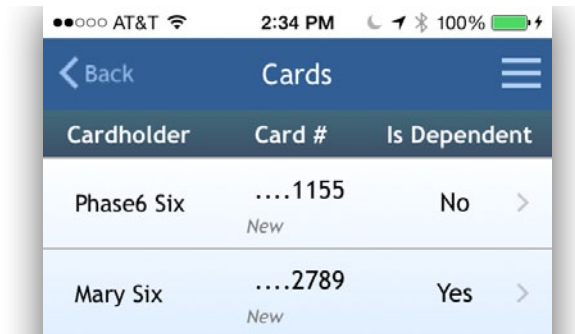 AT&T 2:34 PM 100%
Back Cards
Cardholder Card # Is Dependent
Phase6 Six ....1155 No
New
Mary Six ....2789 Yes
New